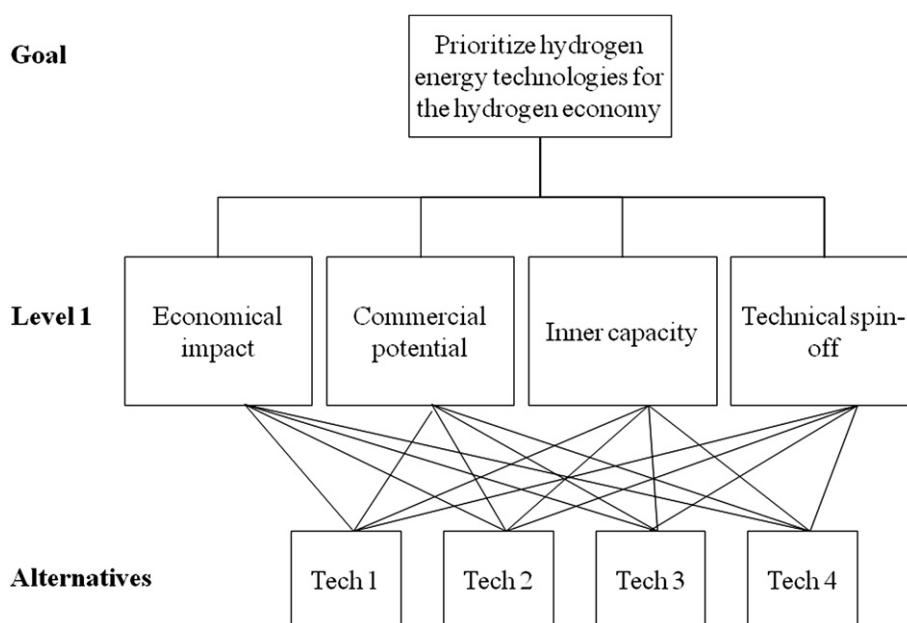 Goal
Prioritize hydrogen
energy technologies for
the hydrogen economy
Level 1
Economical
impact
Commercial
potential
Inner capacity
Technical spin-
off
Alternatives
Tech 1
Tech 2
Tech 3
Tech 4